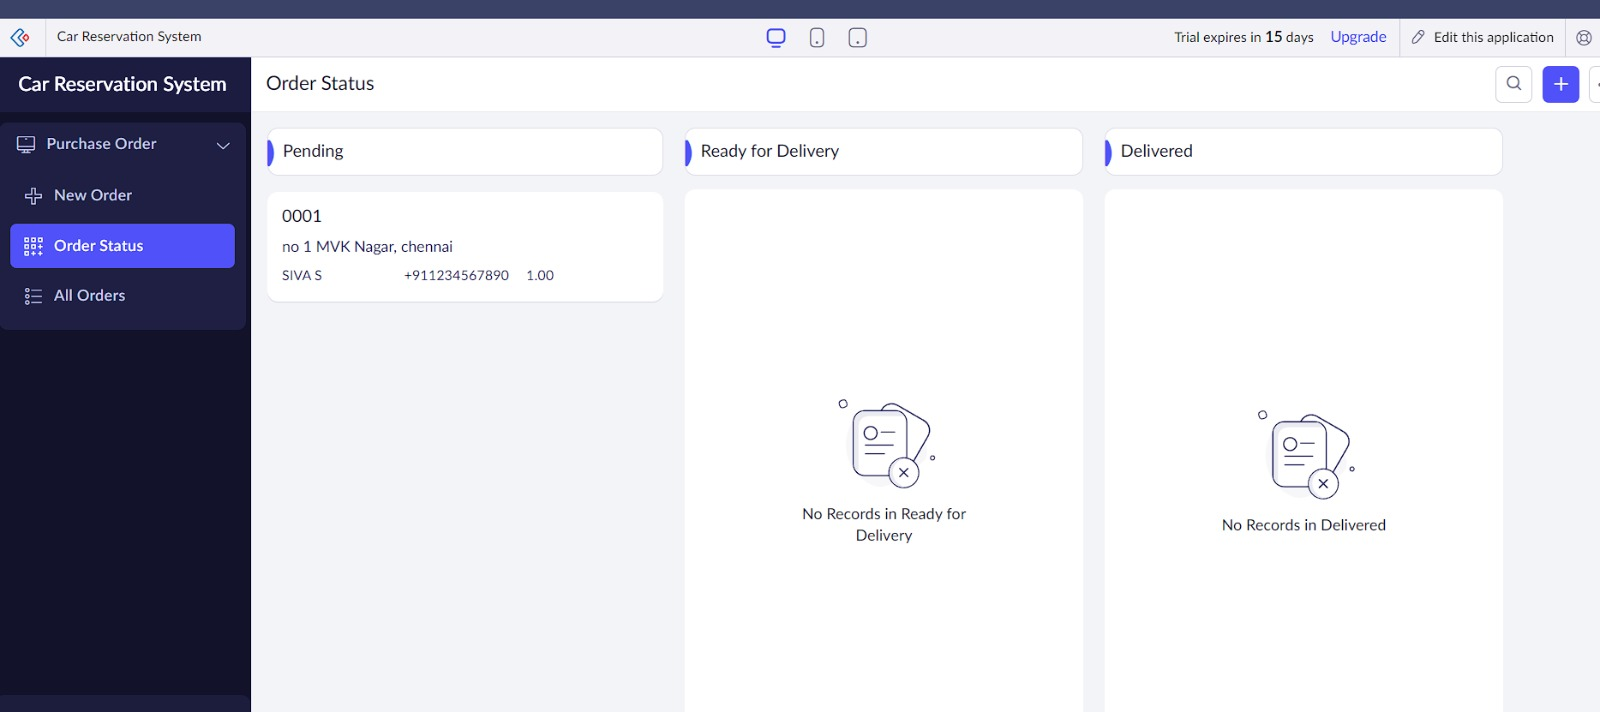 Car Reservation System
Trial expires in 15 days Upgrade Edit this application
Car Reservation System
Purchase Order
New Order
Order Status
All Orders
Order Status
Pending
0001
no 1 MVK Nagar, chennai
SIVA S +911234567890 1.00
Ready for Delivery
No Records in Ready for
Delivery
Delivered
No Records in Delivered